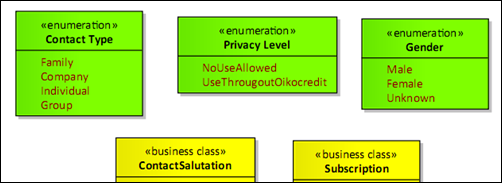 «enumeration»
Contact Type
Family
Company
Individual
Group
«enumeration»
Privacy Level
NoUseAllowed
UseThrougoutOikocredit
«enumeration»
Gender
Male
Female
Unknown
«business class»
ContactSalutation
«business class»
Subscription